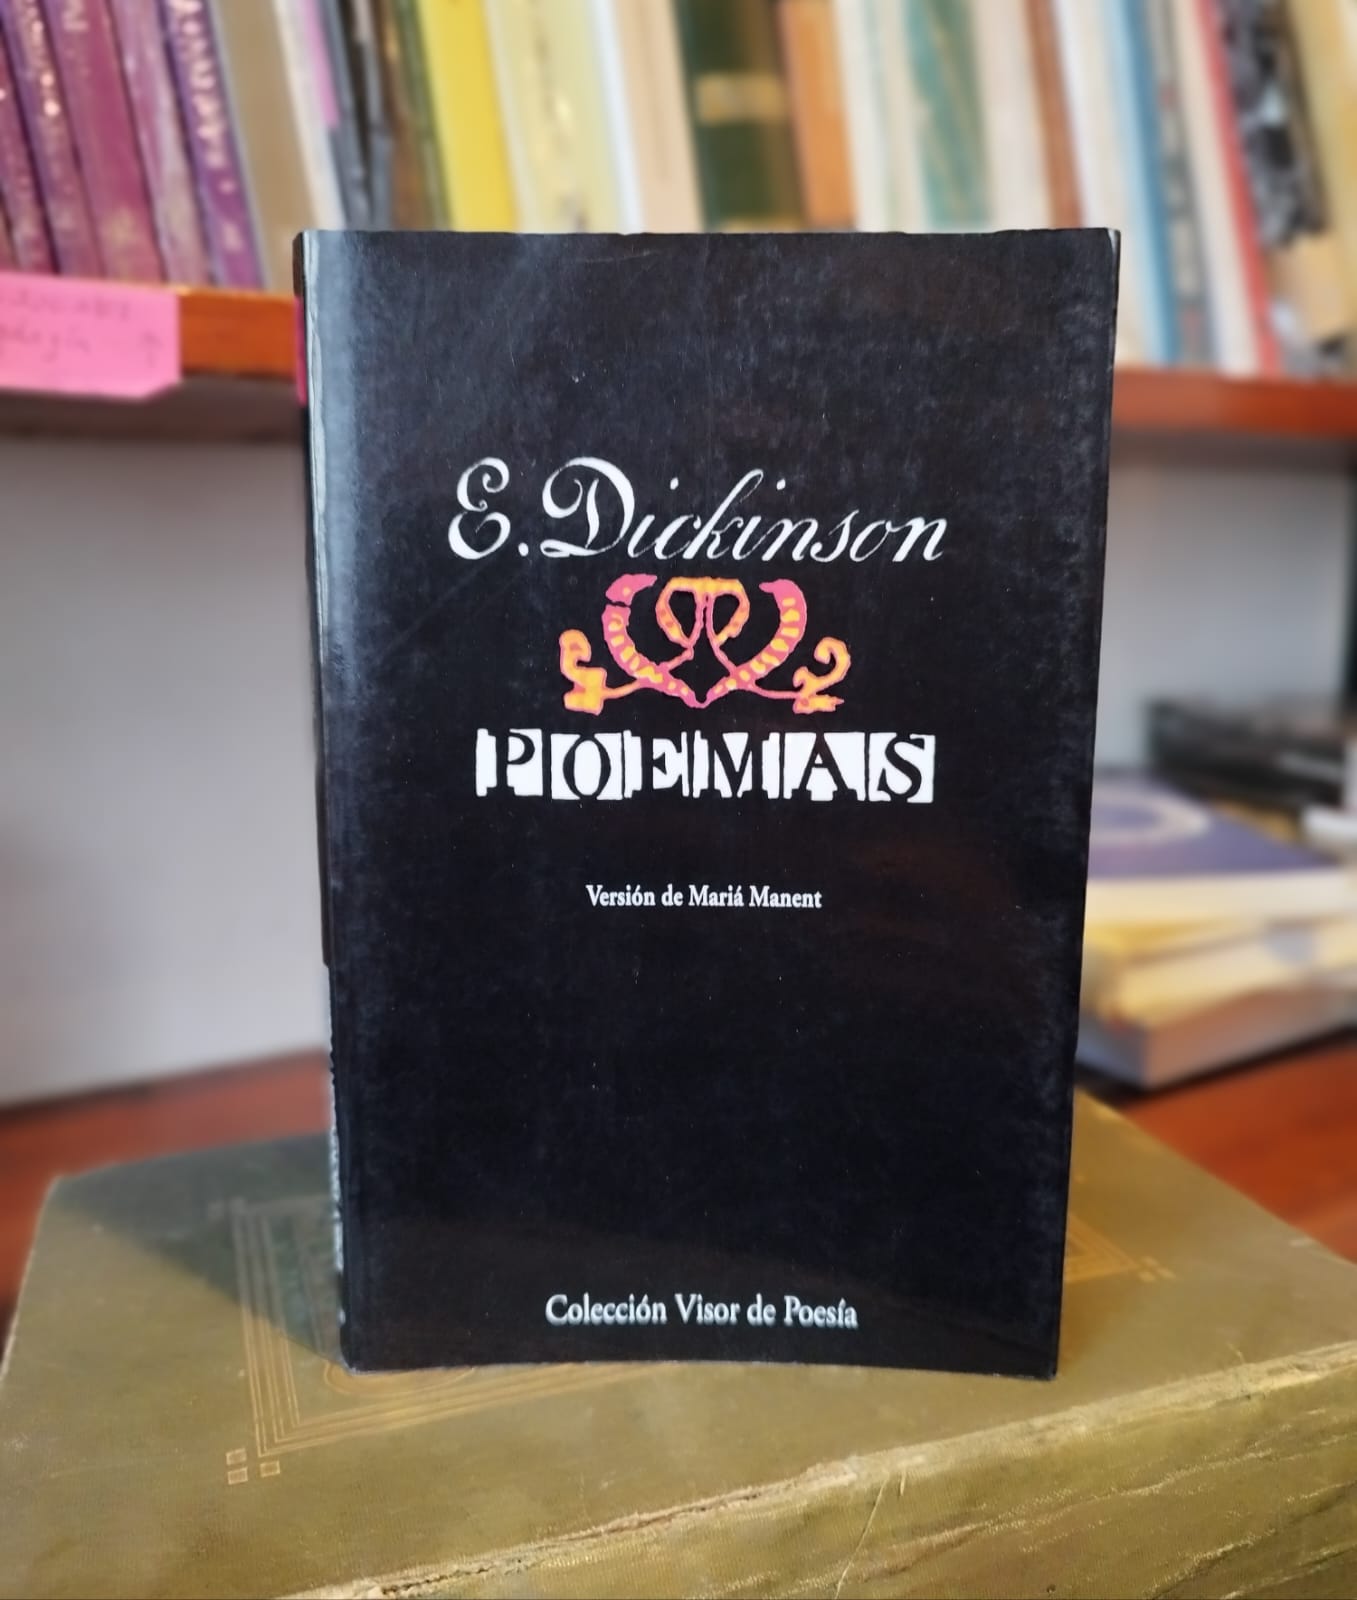 E. Dickinson
POEMAS
Versión de Mariá Manent
Colección Visor de Poesía